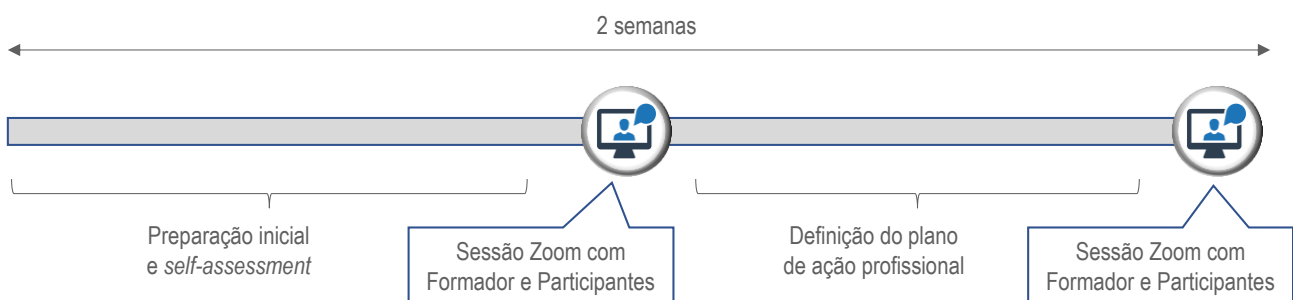 2 semanas
Preparação inicial
e self-assessment
Sessão Zoom com
Formador e Participantes
Definição do plano
de ação profissional
Sessão Zoom com
Formador e Participantes